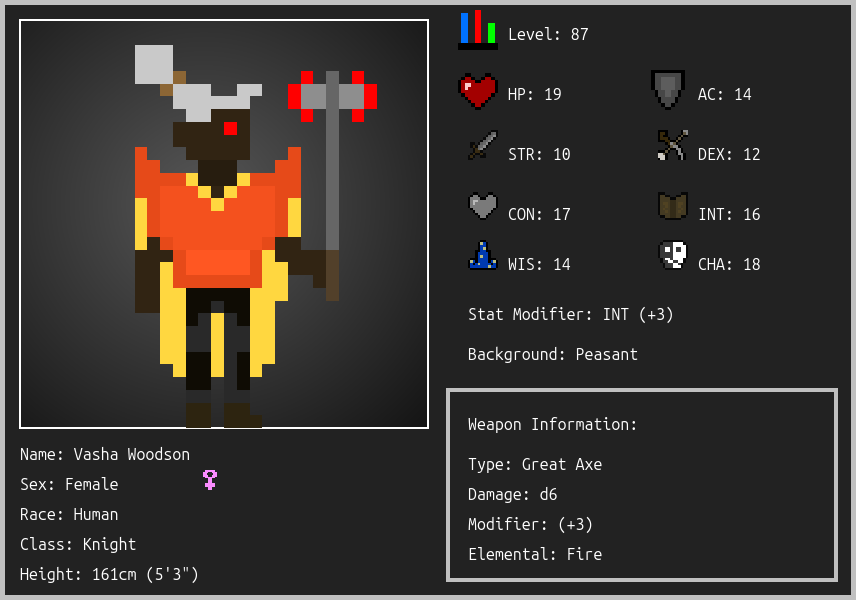 Level: 87
HP: 19
AC: 14
STR: 10
DEX: 12
CON: 17
INT: 16
WIS: 14
CHA: 18
Stat Modifier: INT (+3)
Background: Peasant
Weapon Information:
Type: Great Axe
Damage: d6
Modifier: (+3)
Elemental: Fire
Name: Vasha Woodson
Sex: Female
Race: Human
Class: Knight
Height: 161cm (5'3")